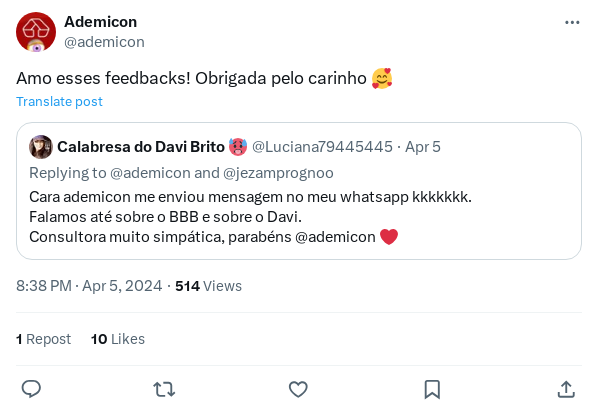 Ademicon
@ademicon
Amo esses feedbacks! Obrigada pelo carinho 🥰
Translate post
Calabresa do Davi Brito 🥵 @Luciana79445445 · Apr 5
Replying to @ademicon and @jezamprognoo
Cara ademicon me enviou mensagem no meu whatsapp kkkkkkk.
Falamos até sobre o BBB e sobre o Davi.
Consultora muito simpática, parabéns @ademicon ❤️
8:38 PM · Apr 5, 2024 · 514 Views
1 Repost 10 Likes